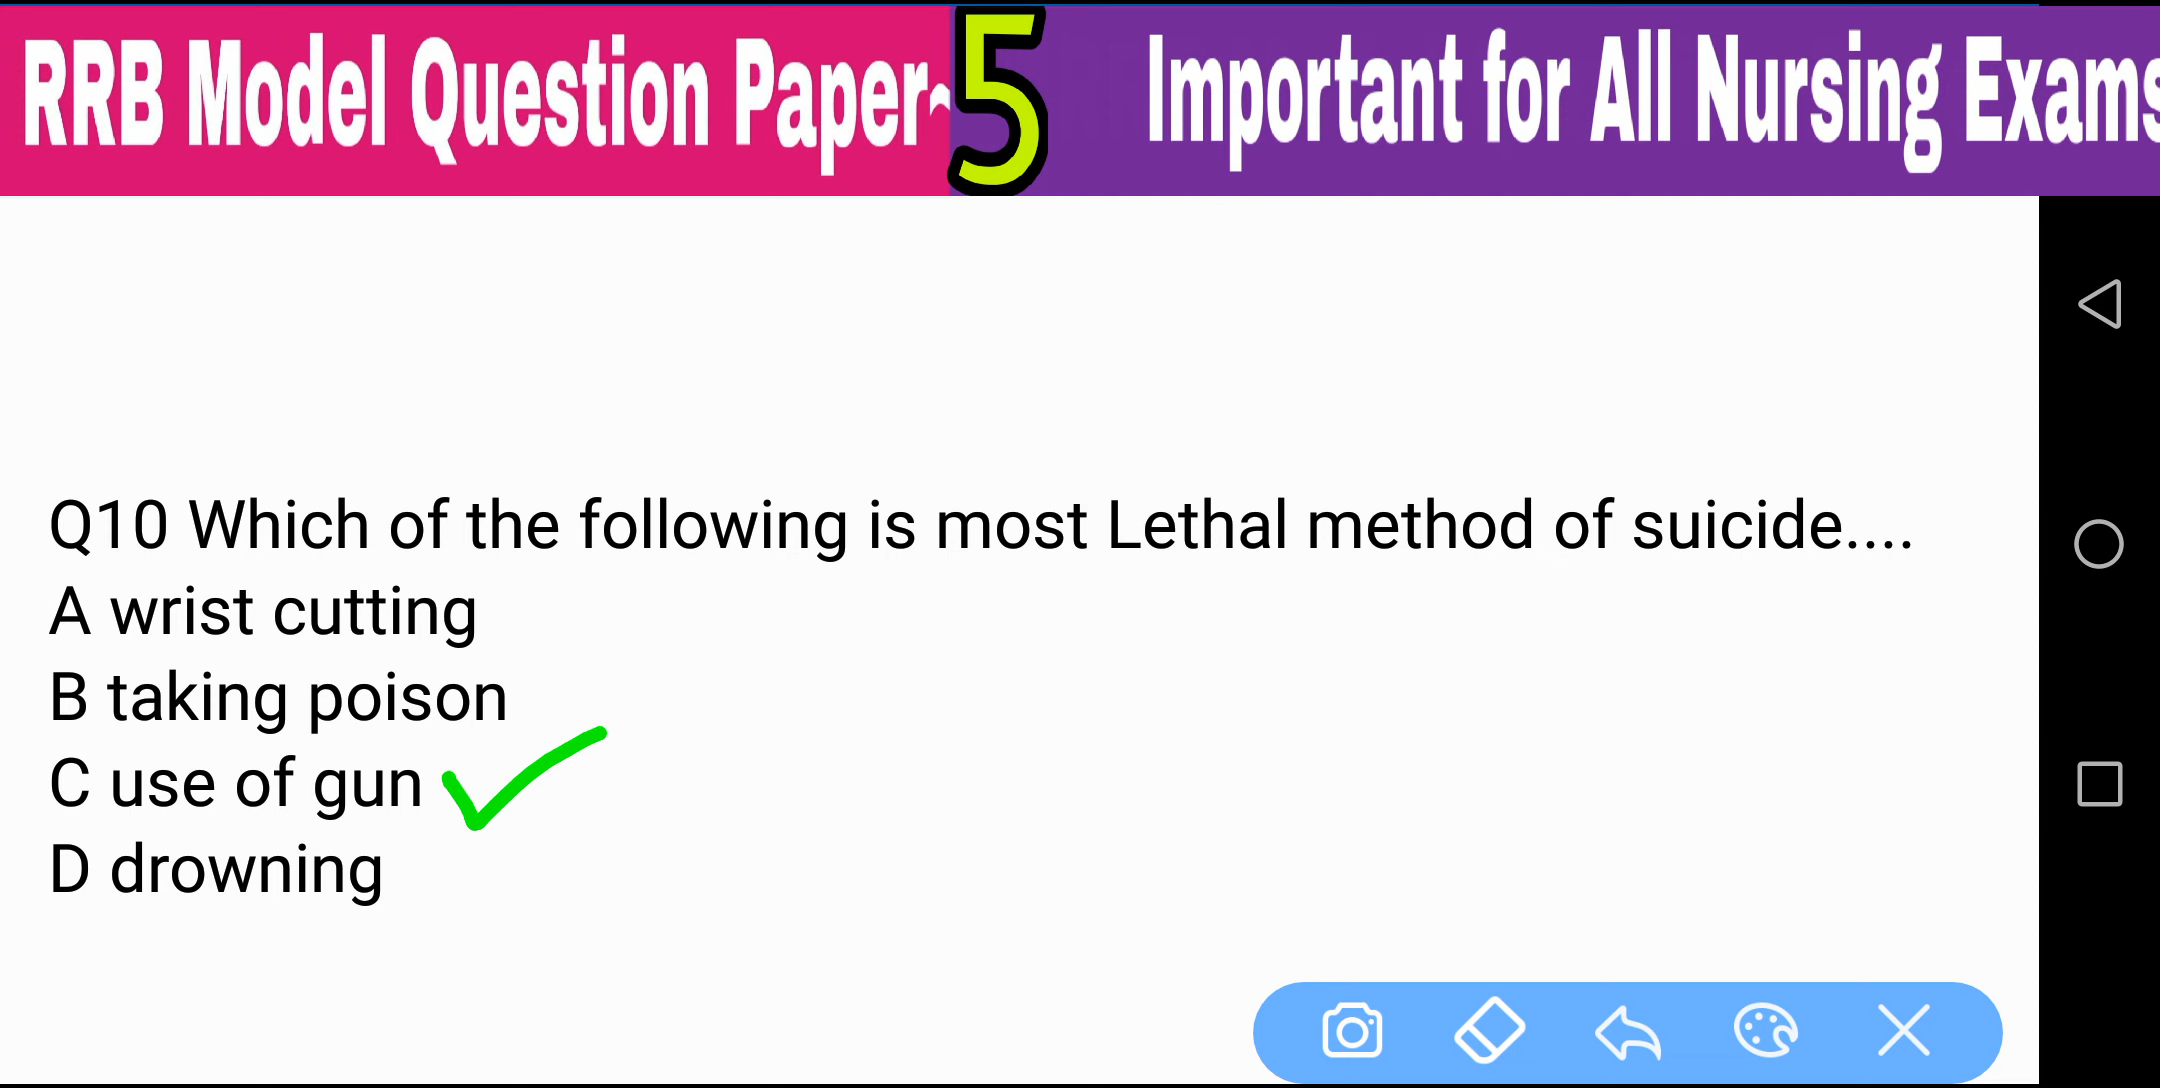 RRB Model Question Paper-5 Important for All Nursing Exams
Q10 Which of the following is most Lethal method of suicide....
A wrist cutting
B taking poison
C use of gun
D drowning